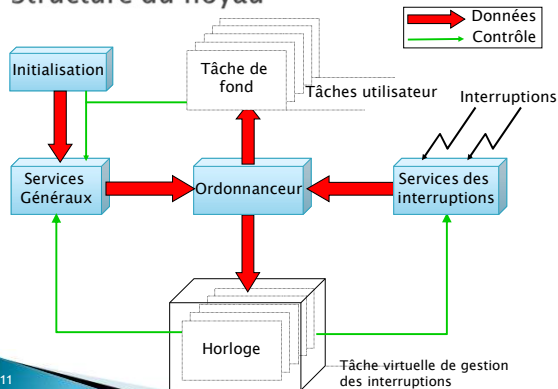 Structure du noyau
Données
Contrôle
Initialisation
Tâche de
fond
Tâches utilisateur
Interruptions
Services
Généraux
Ordonnanceur
Services des
interruptions
Horloge
Tâche virtuelle de gestion
des interruptions
11